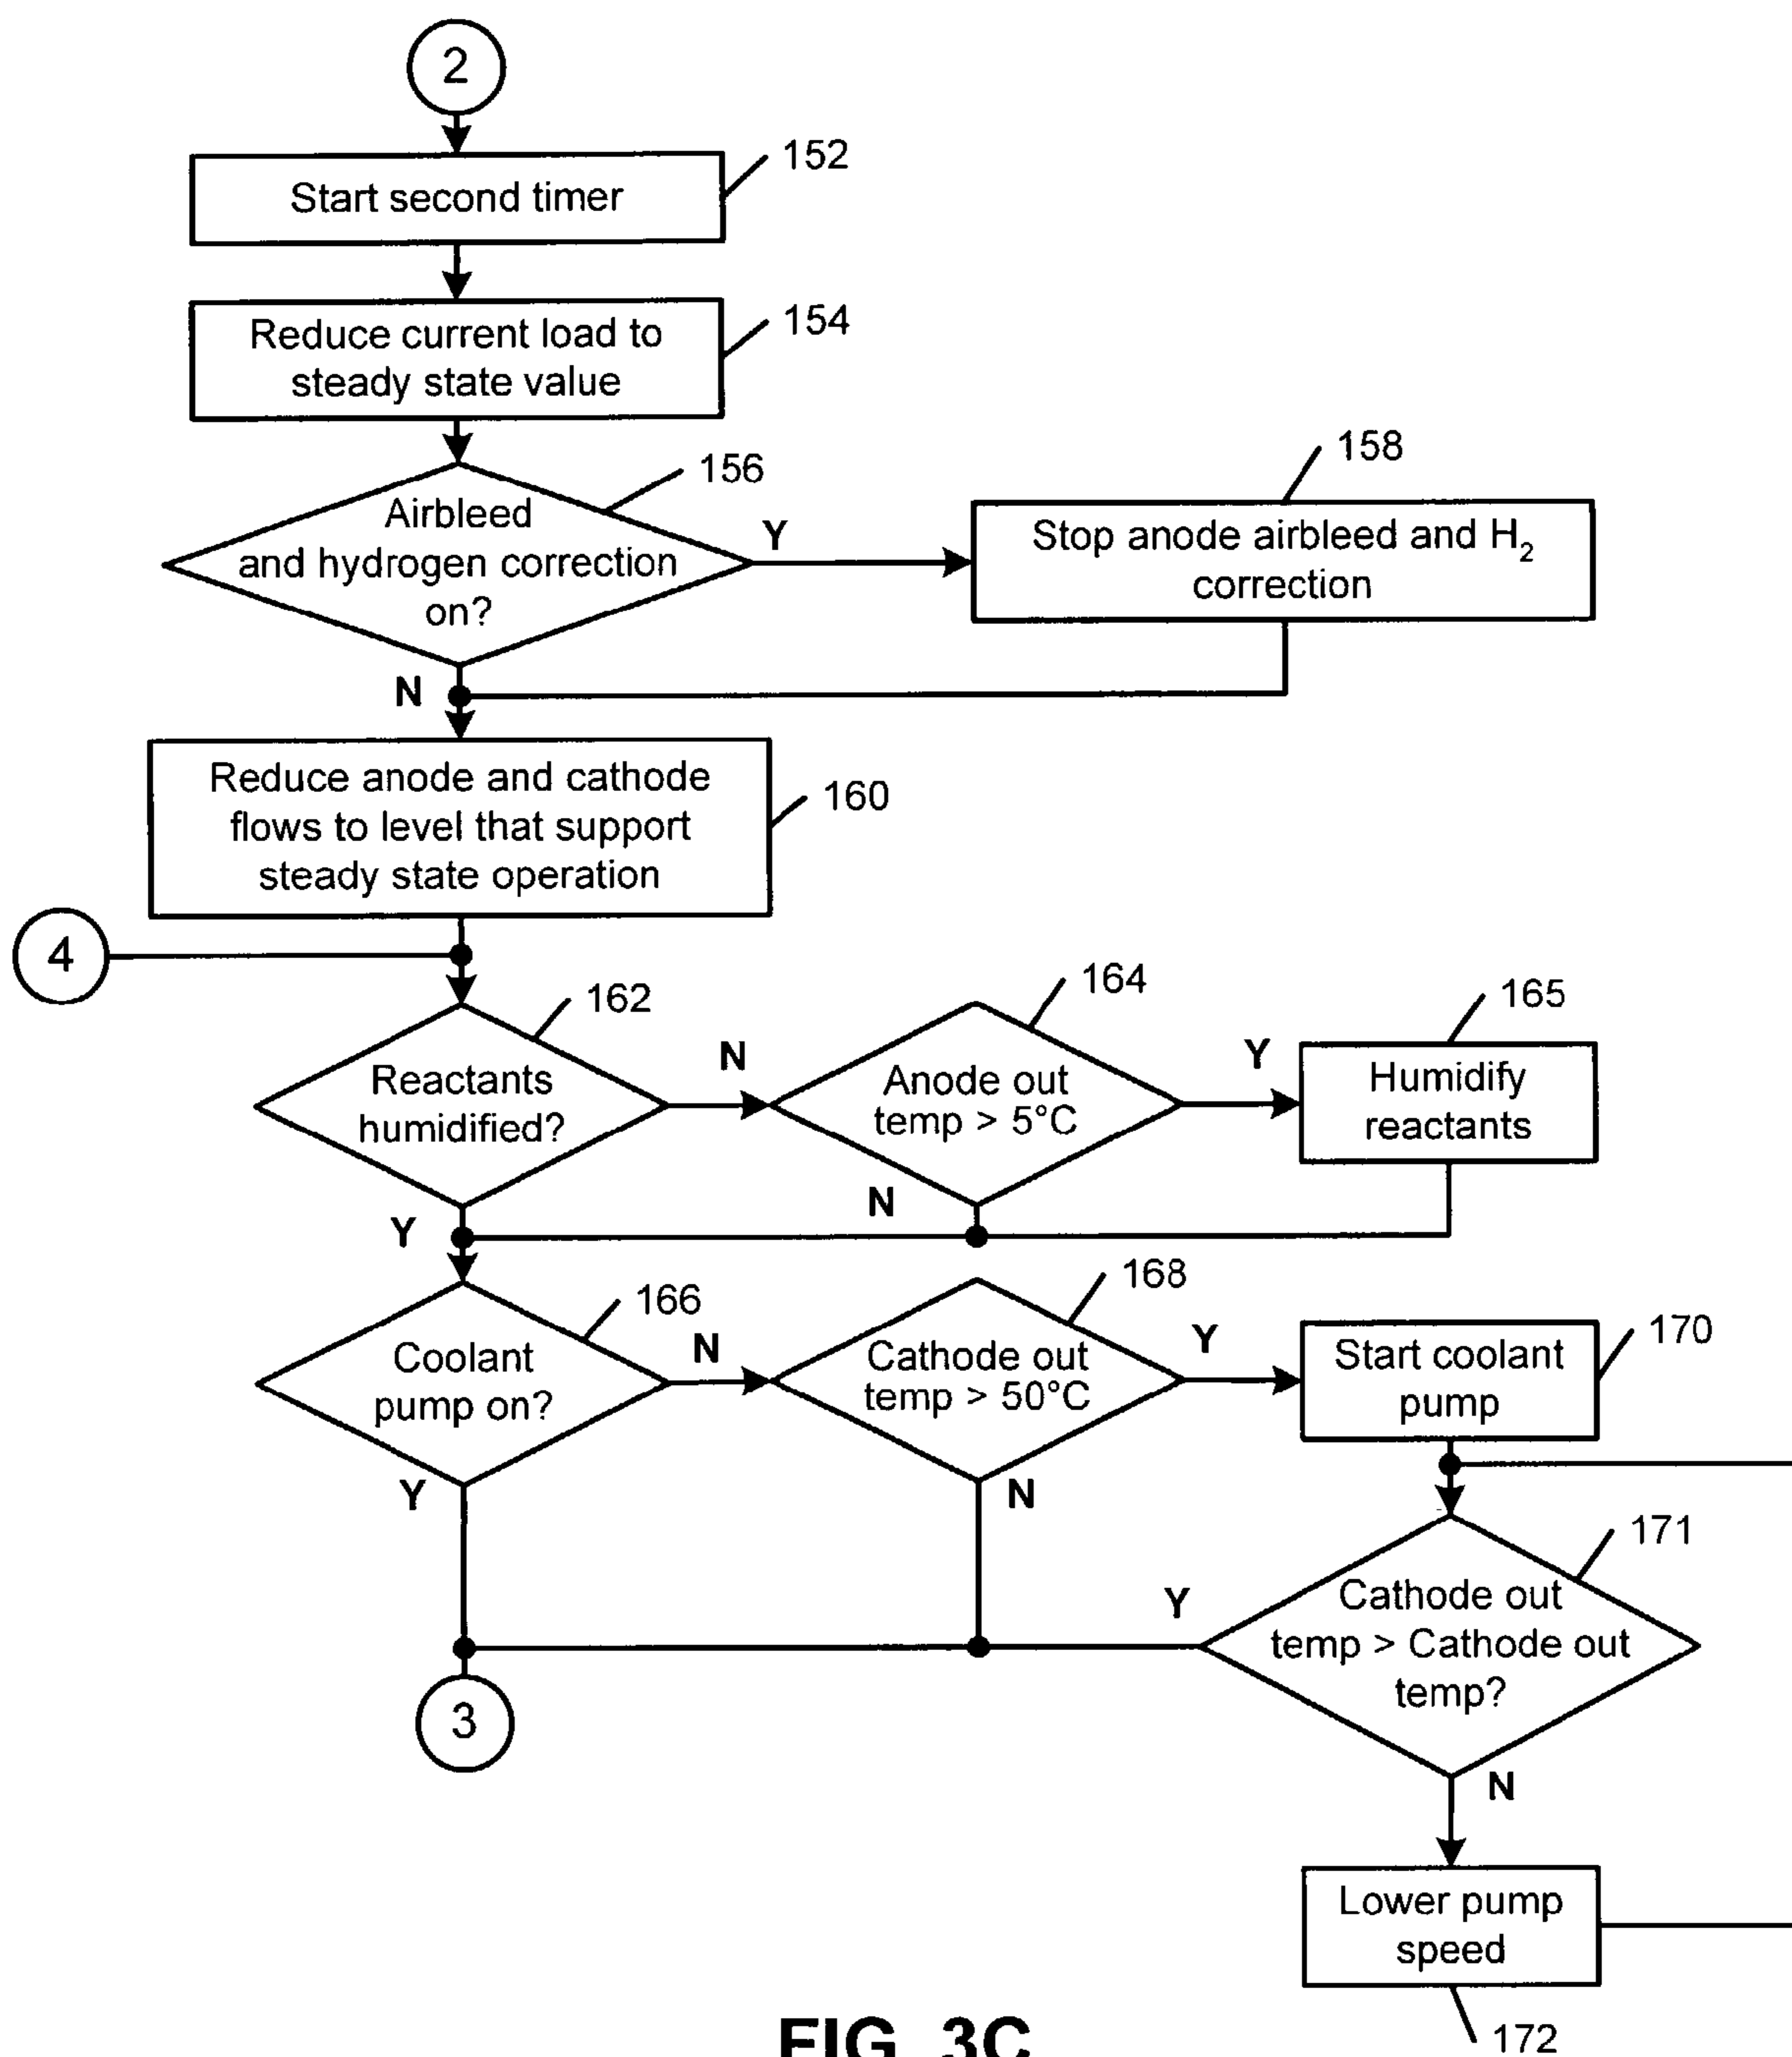 2
152
Start second timer
154
Reduce current load to
steady state value
156
Airbleed
and hydrogen correction
on?
Y
158
Stop anode airbleed and H₂
correction
N
160
Reduce anode and cathode
flows to level that support
steady state operation
4
162
Reactants
humidified?
N
164
Anode out
temp > 5°C
Y
165
Humidify
reactants
N
Y
166
Coolant
pump on?
N
168
Cathode out
temp > 50°C
Y
170
Start coolant
pump
Y
N
171
Cathode out
temp > Cathode out
temp?
Y
3
N
Lower pump
speed
172
FIG. 3C